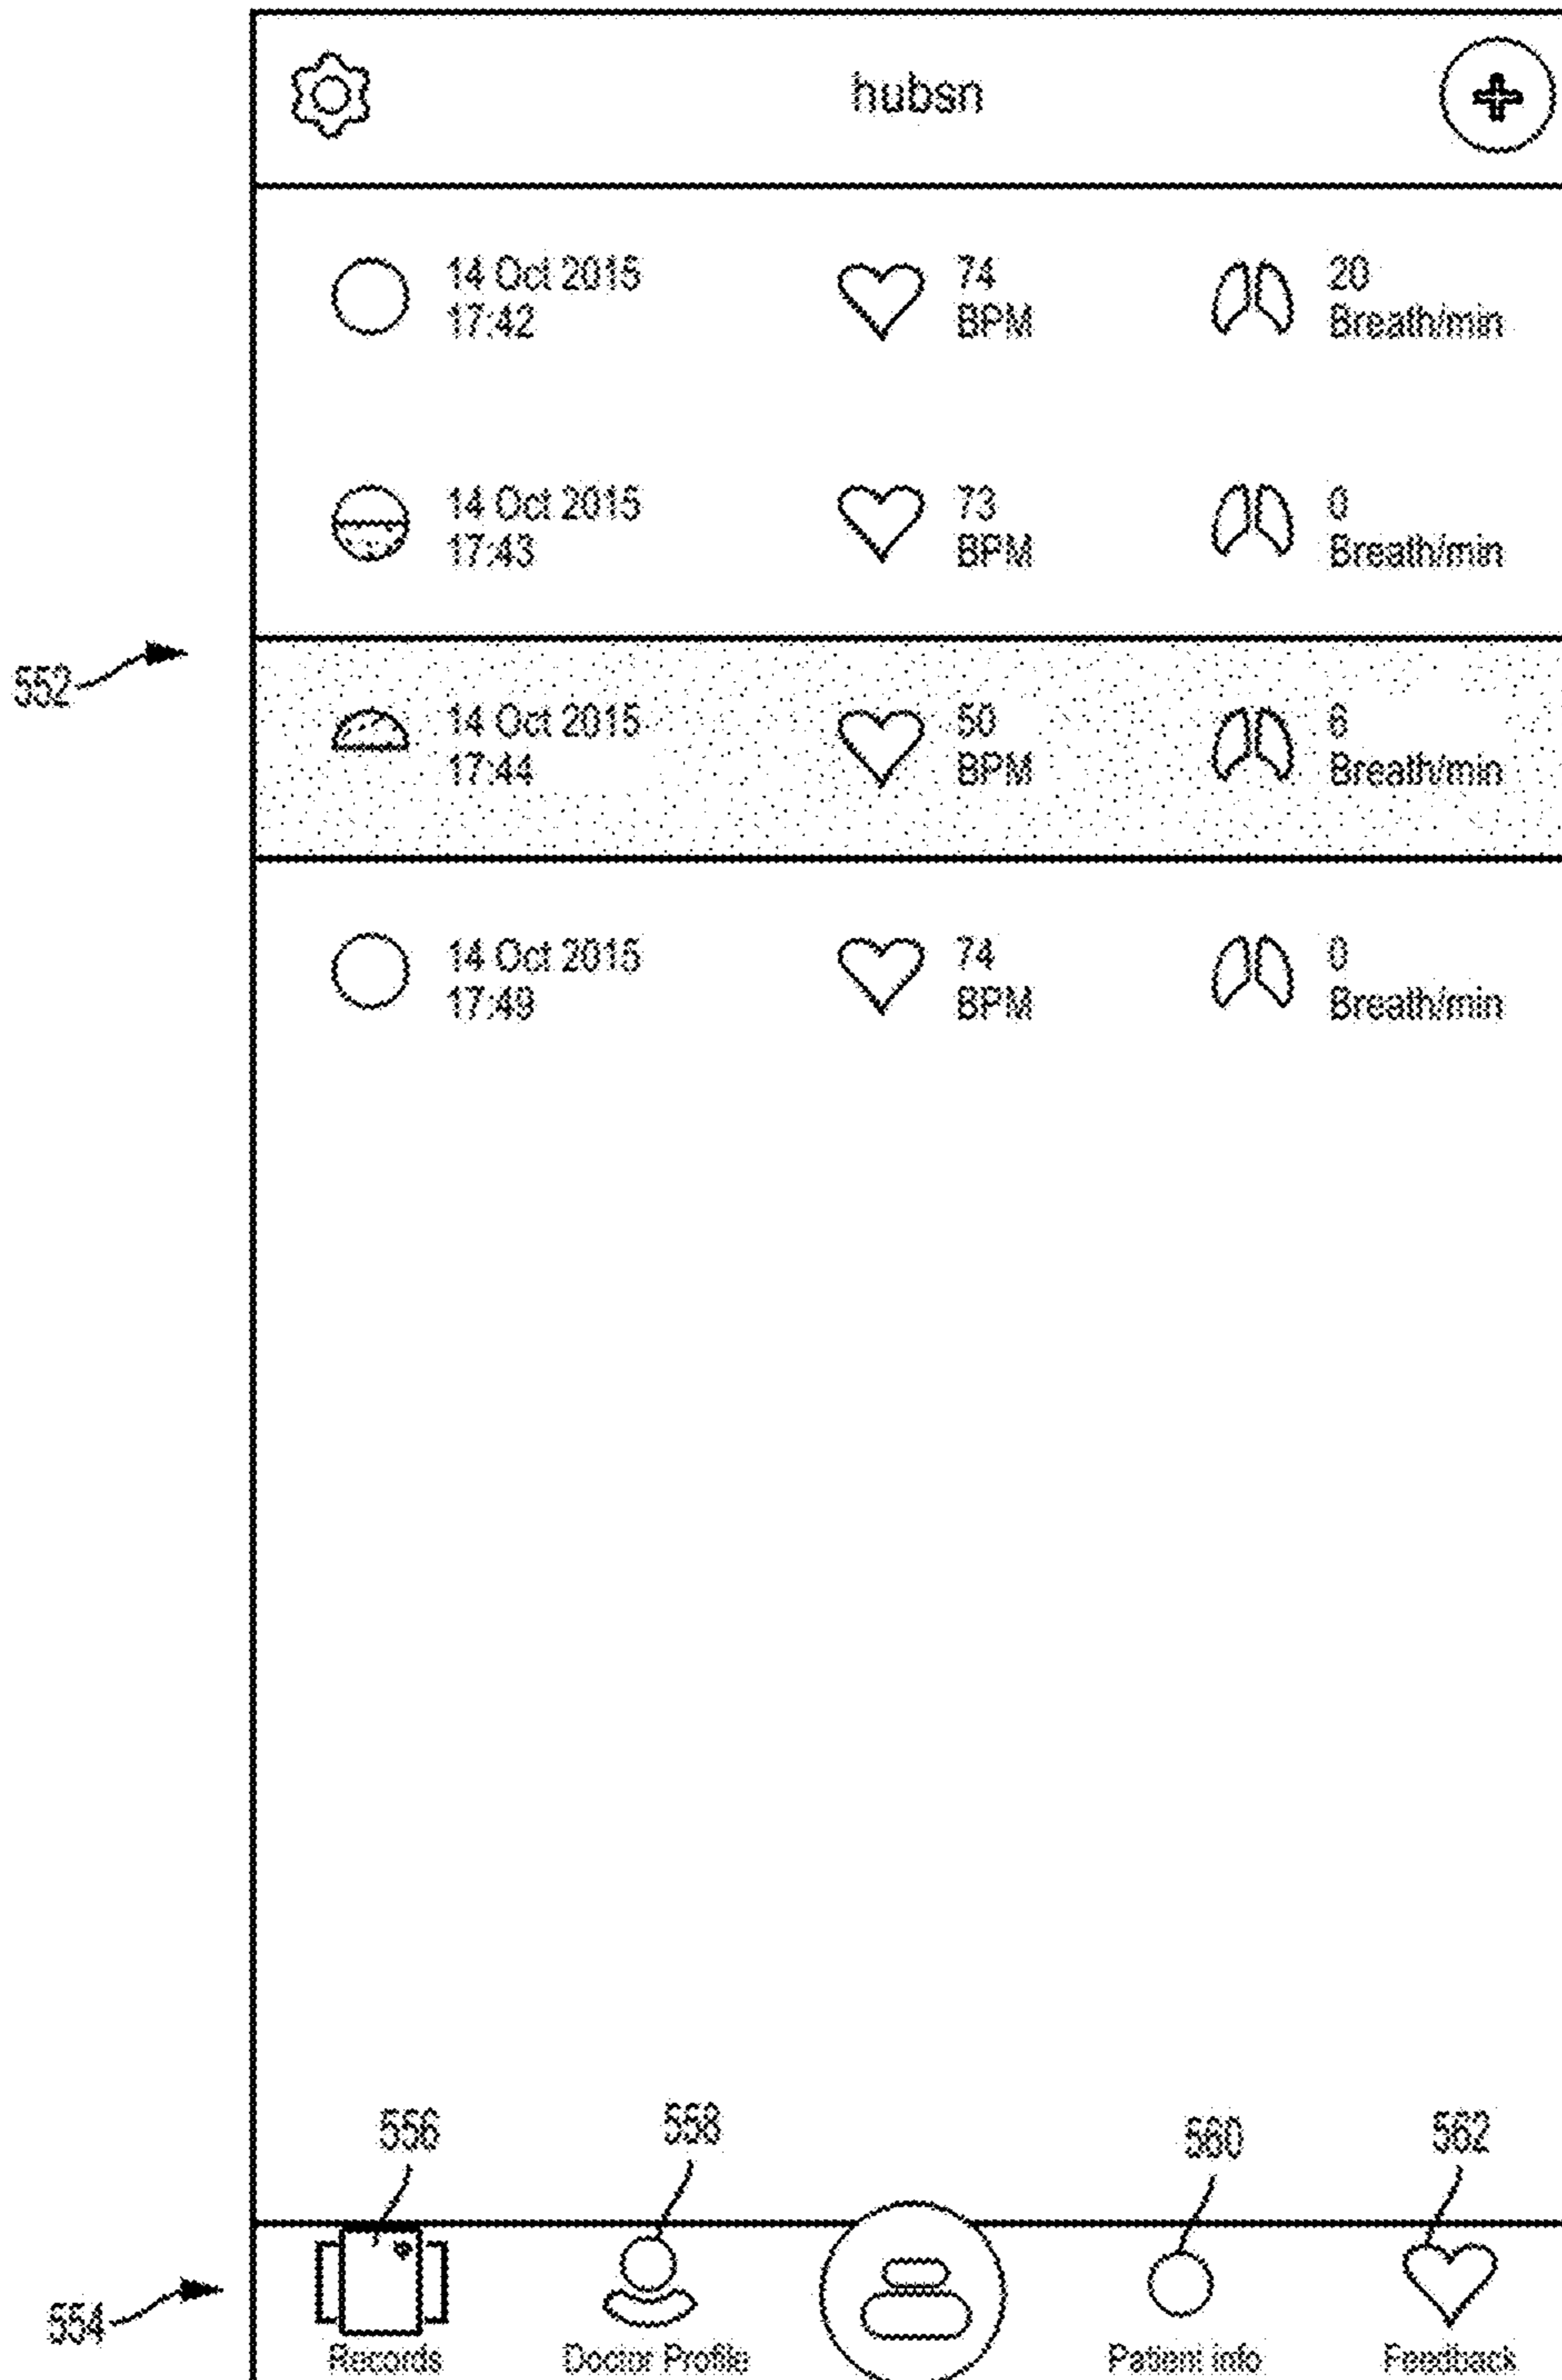 hubsn
14 Oct 2015
17:42
74
BPM
20
Breath/min
14 Oct 2015
17:43
73
BPM
0
Breath/min
552
14 Oct 2015
17:44
50
BPM
6
Breath/min
14 Oct 2015
17:49
74
BPM
0
Breath/min
556
558
560
562
554
Records
Doctor Profile
Patient info
Feedback